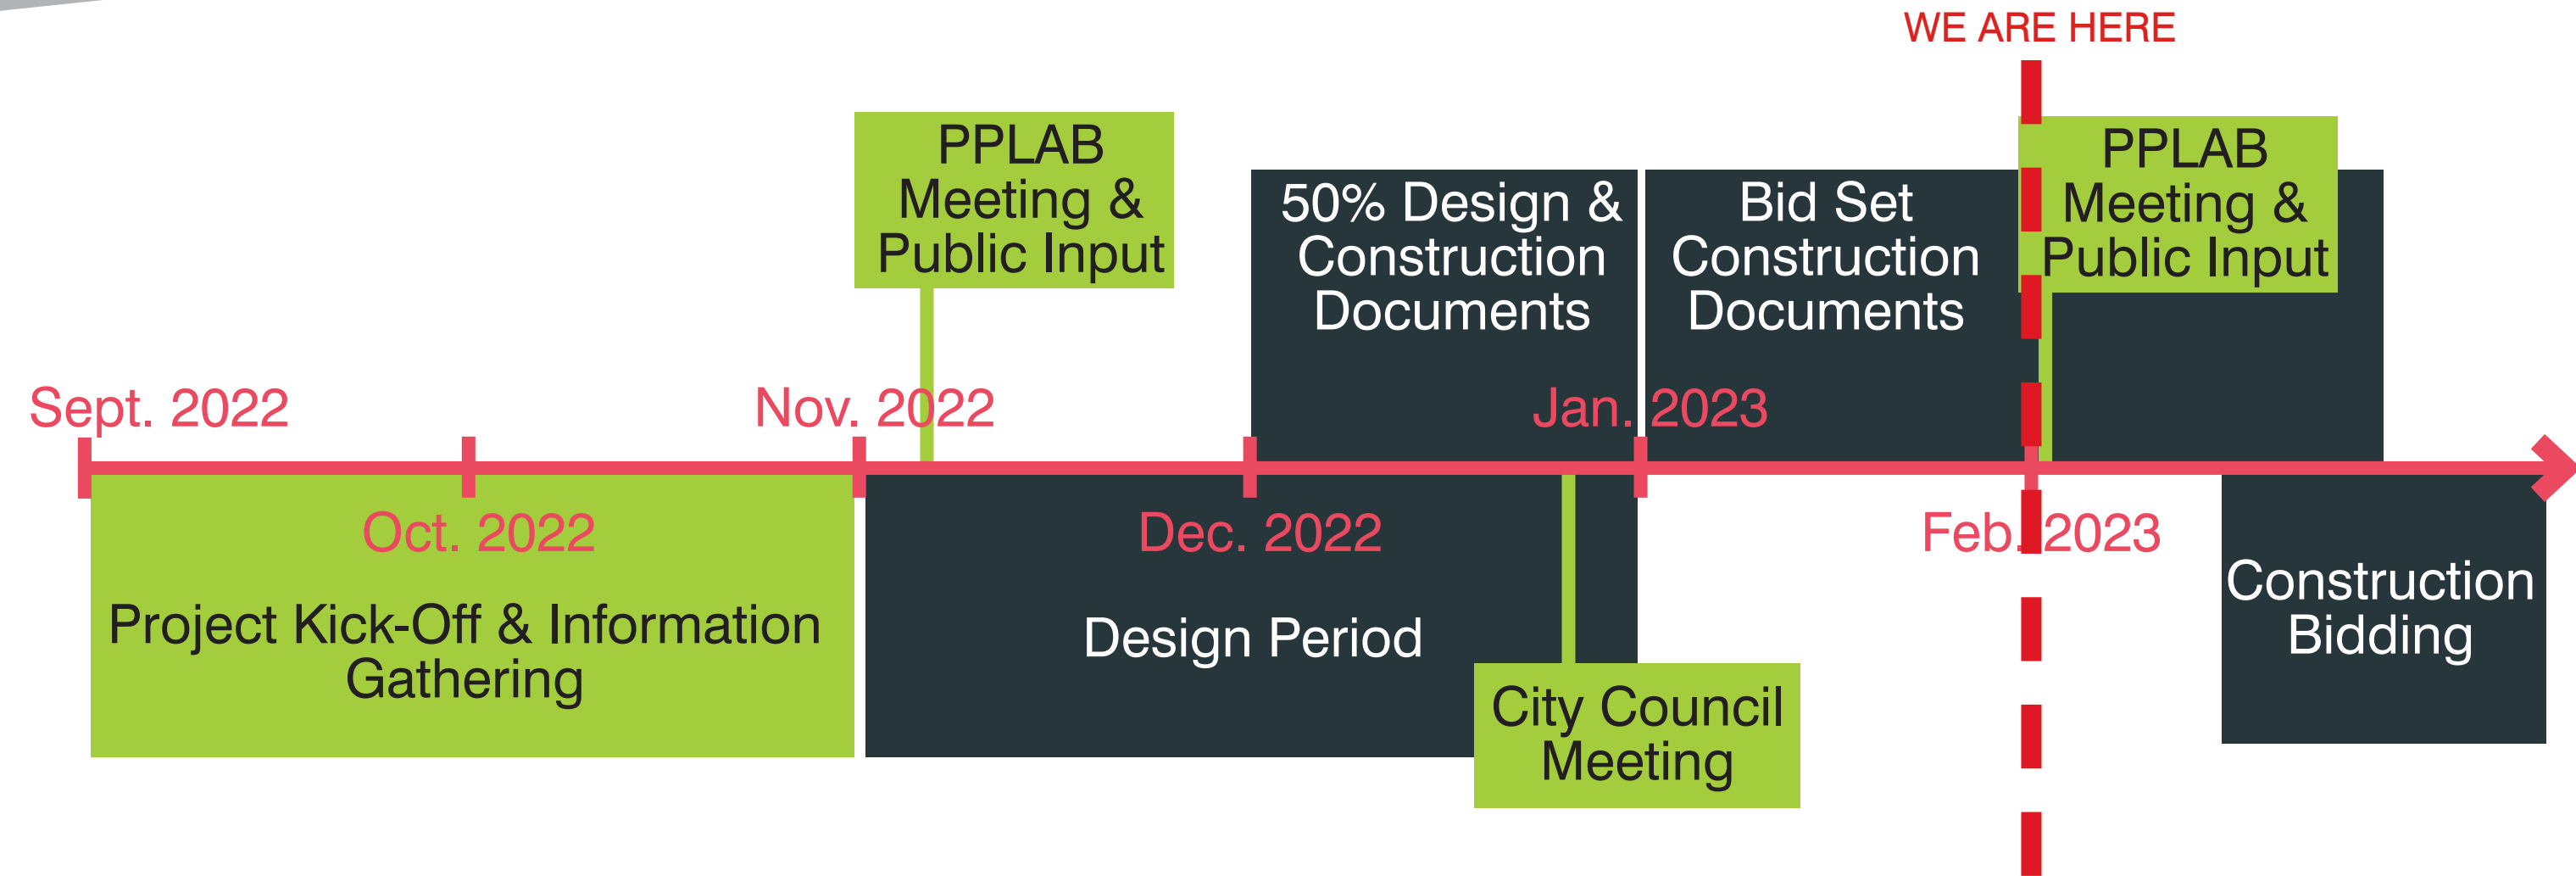 WE ARE HERE
PPLAB
Meeting &
Public Input
50% Design &
Construction
Documents
Bid Set
Construction
Documents
PPLAB
Meeting &
Public Input
Sept. 2022
Nov. 2022
Jan. 2023
Oct. 2022
Dec. 2022
Feb. 2023
Project Kick-Off & Information
Gathering
Design Period
City Council
Meeting
Construction
Bidding